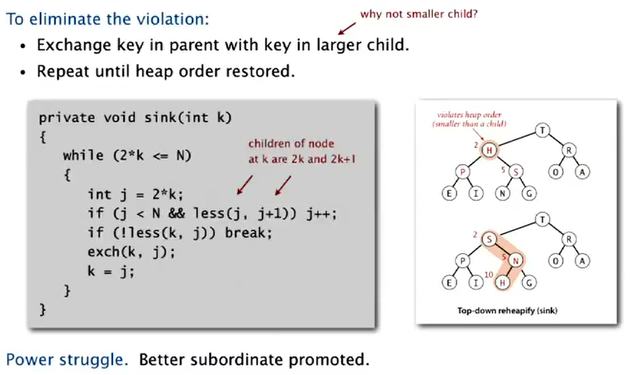 To eliminate the violation:
why not smaller child?
• Exchange key in parent with key in larger child.
• Repeat until heap order restored.
private void sink(int k)
{
while (2*k <= N)
{
int j = 2*k;
if (j < N && less(j, j+1)) j++;
if (!less(k, j)) break;
exch(k, j);
k = j;
}
}
children of node
at k are 2k and 2k+1
violates heap order
(smaller than a child)
T
2 H R
P 5 S O A
E I N G
T
2 S R
P 5 N O A
E I 10 H G
Top-down reheapify (sink)
Power struggle. Better subordinate promoted.